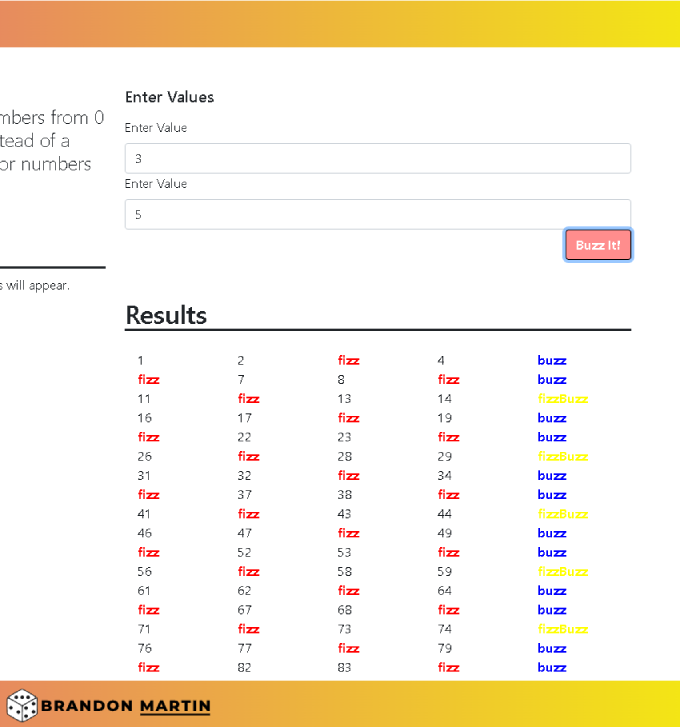 mbers from 0
tead of a
or numbers
s will appear.
Enter Values
Enter Value
3
Enter Value
5
Buzz It!
Results
1 2 fizz 4 buzz
fizz 7 8 fizz buzz
11 fizz 13 14 fizzBuzz
16 17 fizz 19 buzz
fizz 22 23 fizz buzz
26 fizz 28 29 fizzBuzz
31 32 fizz 34 buzz
fizz 37 38 fizz buzz
41 fizz 43 44 fizzBuzz
46 47 fizz 49 buzz
fizz 52 53 fizz buzz
56 fizz 58 59 fizzBuzz
61 62 fizz 64 buzz
fizz 67 68 fizz buzz
71 fizz 73 74 fizzBuzz
76 77 fizz 79 buzz
fizz 82 83 fizz buzz
BRANDON MARTIN